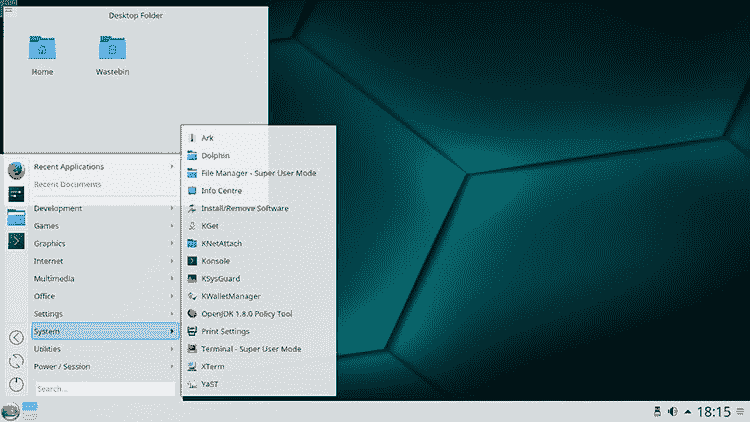 Desktop Folder
Home
Wastebin
Recent Applications
Recent Documents
Development
Games
Graphics
Internet
Multimedia
Office
Settings
System
Utilities
Power / Session
Search...
Ark
Dolphin
File Manager - Super User Mode
Info Centre
Install/Remove Software
KGet
KNetAttach
Konsole
KSysGuard
KWalletManager
OpenJDK 1.8.0 Policy Tool
Print Settings
Terminal - Super User Mode
XTerm
YaST
18:15